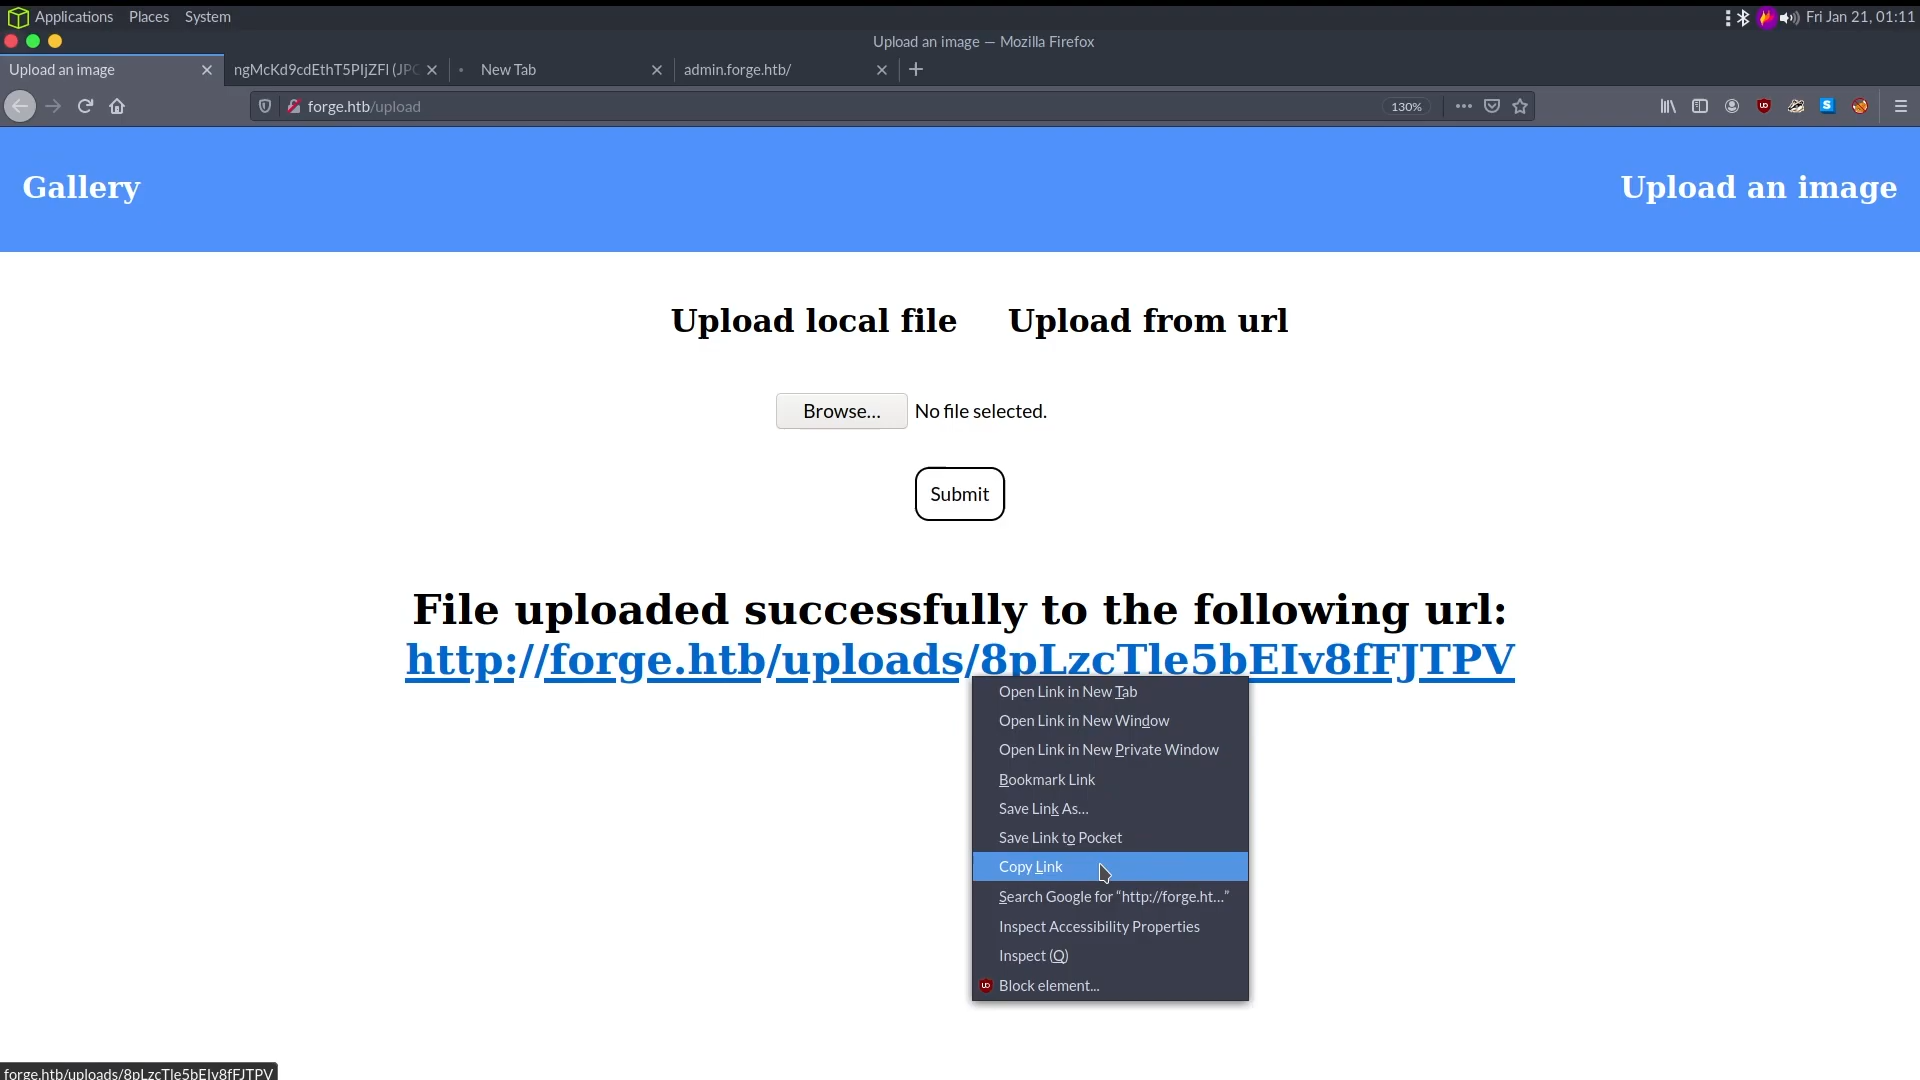 Applications Places System
Fri Jan 21, 01:11
Upload an image — Mozilla Firefox
Upload an image
ngMcKd9cdEthT5PIjZFl (JPG
New Tab
admin.forge.htb/
forge.htb/upload
130%
Gallery
Upload an image
Upload local file
Upload from url
Browse...
No file selected.
Submit
File uploaded successfully to the following url:
http://forge.htb/uploads/8pLzcTle5bEIv8fFJTPV
Open Link in New Tab
Open Link in New Window
Open Link in New Private Window
Bookmark Link
Save Link As...
Save Link to Pocket
Copy Link
Search Google for “http://forge.ht...”
Inspect Accessibility Properties
Inspect (Q)
Block element...
forge.htb/uploads/8pLzcTle5bEIv8fFJTPV